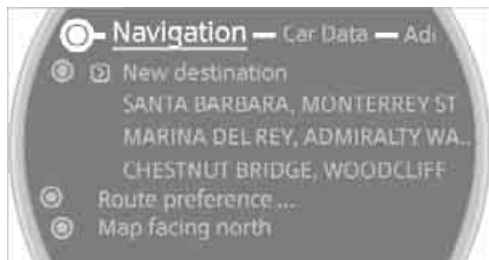 Navigation Car Data Ad
New destination
SANTA BARBARA, MONTERREY ST
MARINA DEL REY, ADMIRALTY WA...
CHESTNUT BRIDGE, WOODCLIFF
Route preference ...
Map facing north